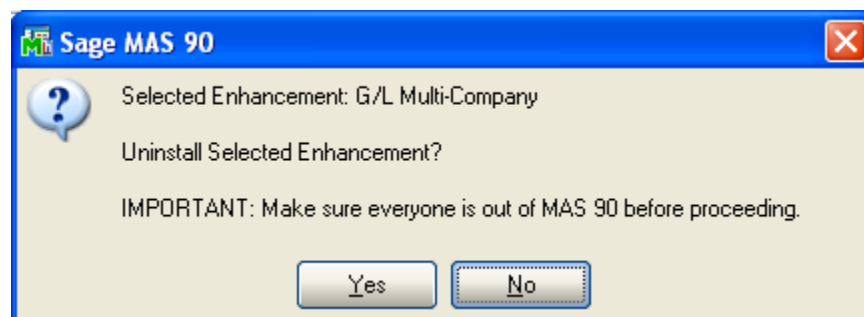 Sage MAS 90
Selected Enhancement: G/L Multi-Company
Uninstall Selected Enhancement?
IMPORTANT: Make sure everyone is out of MAS 90 before proceeding.
Yes No